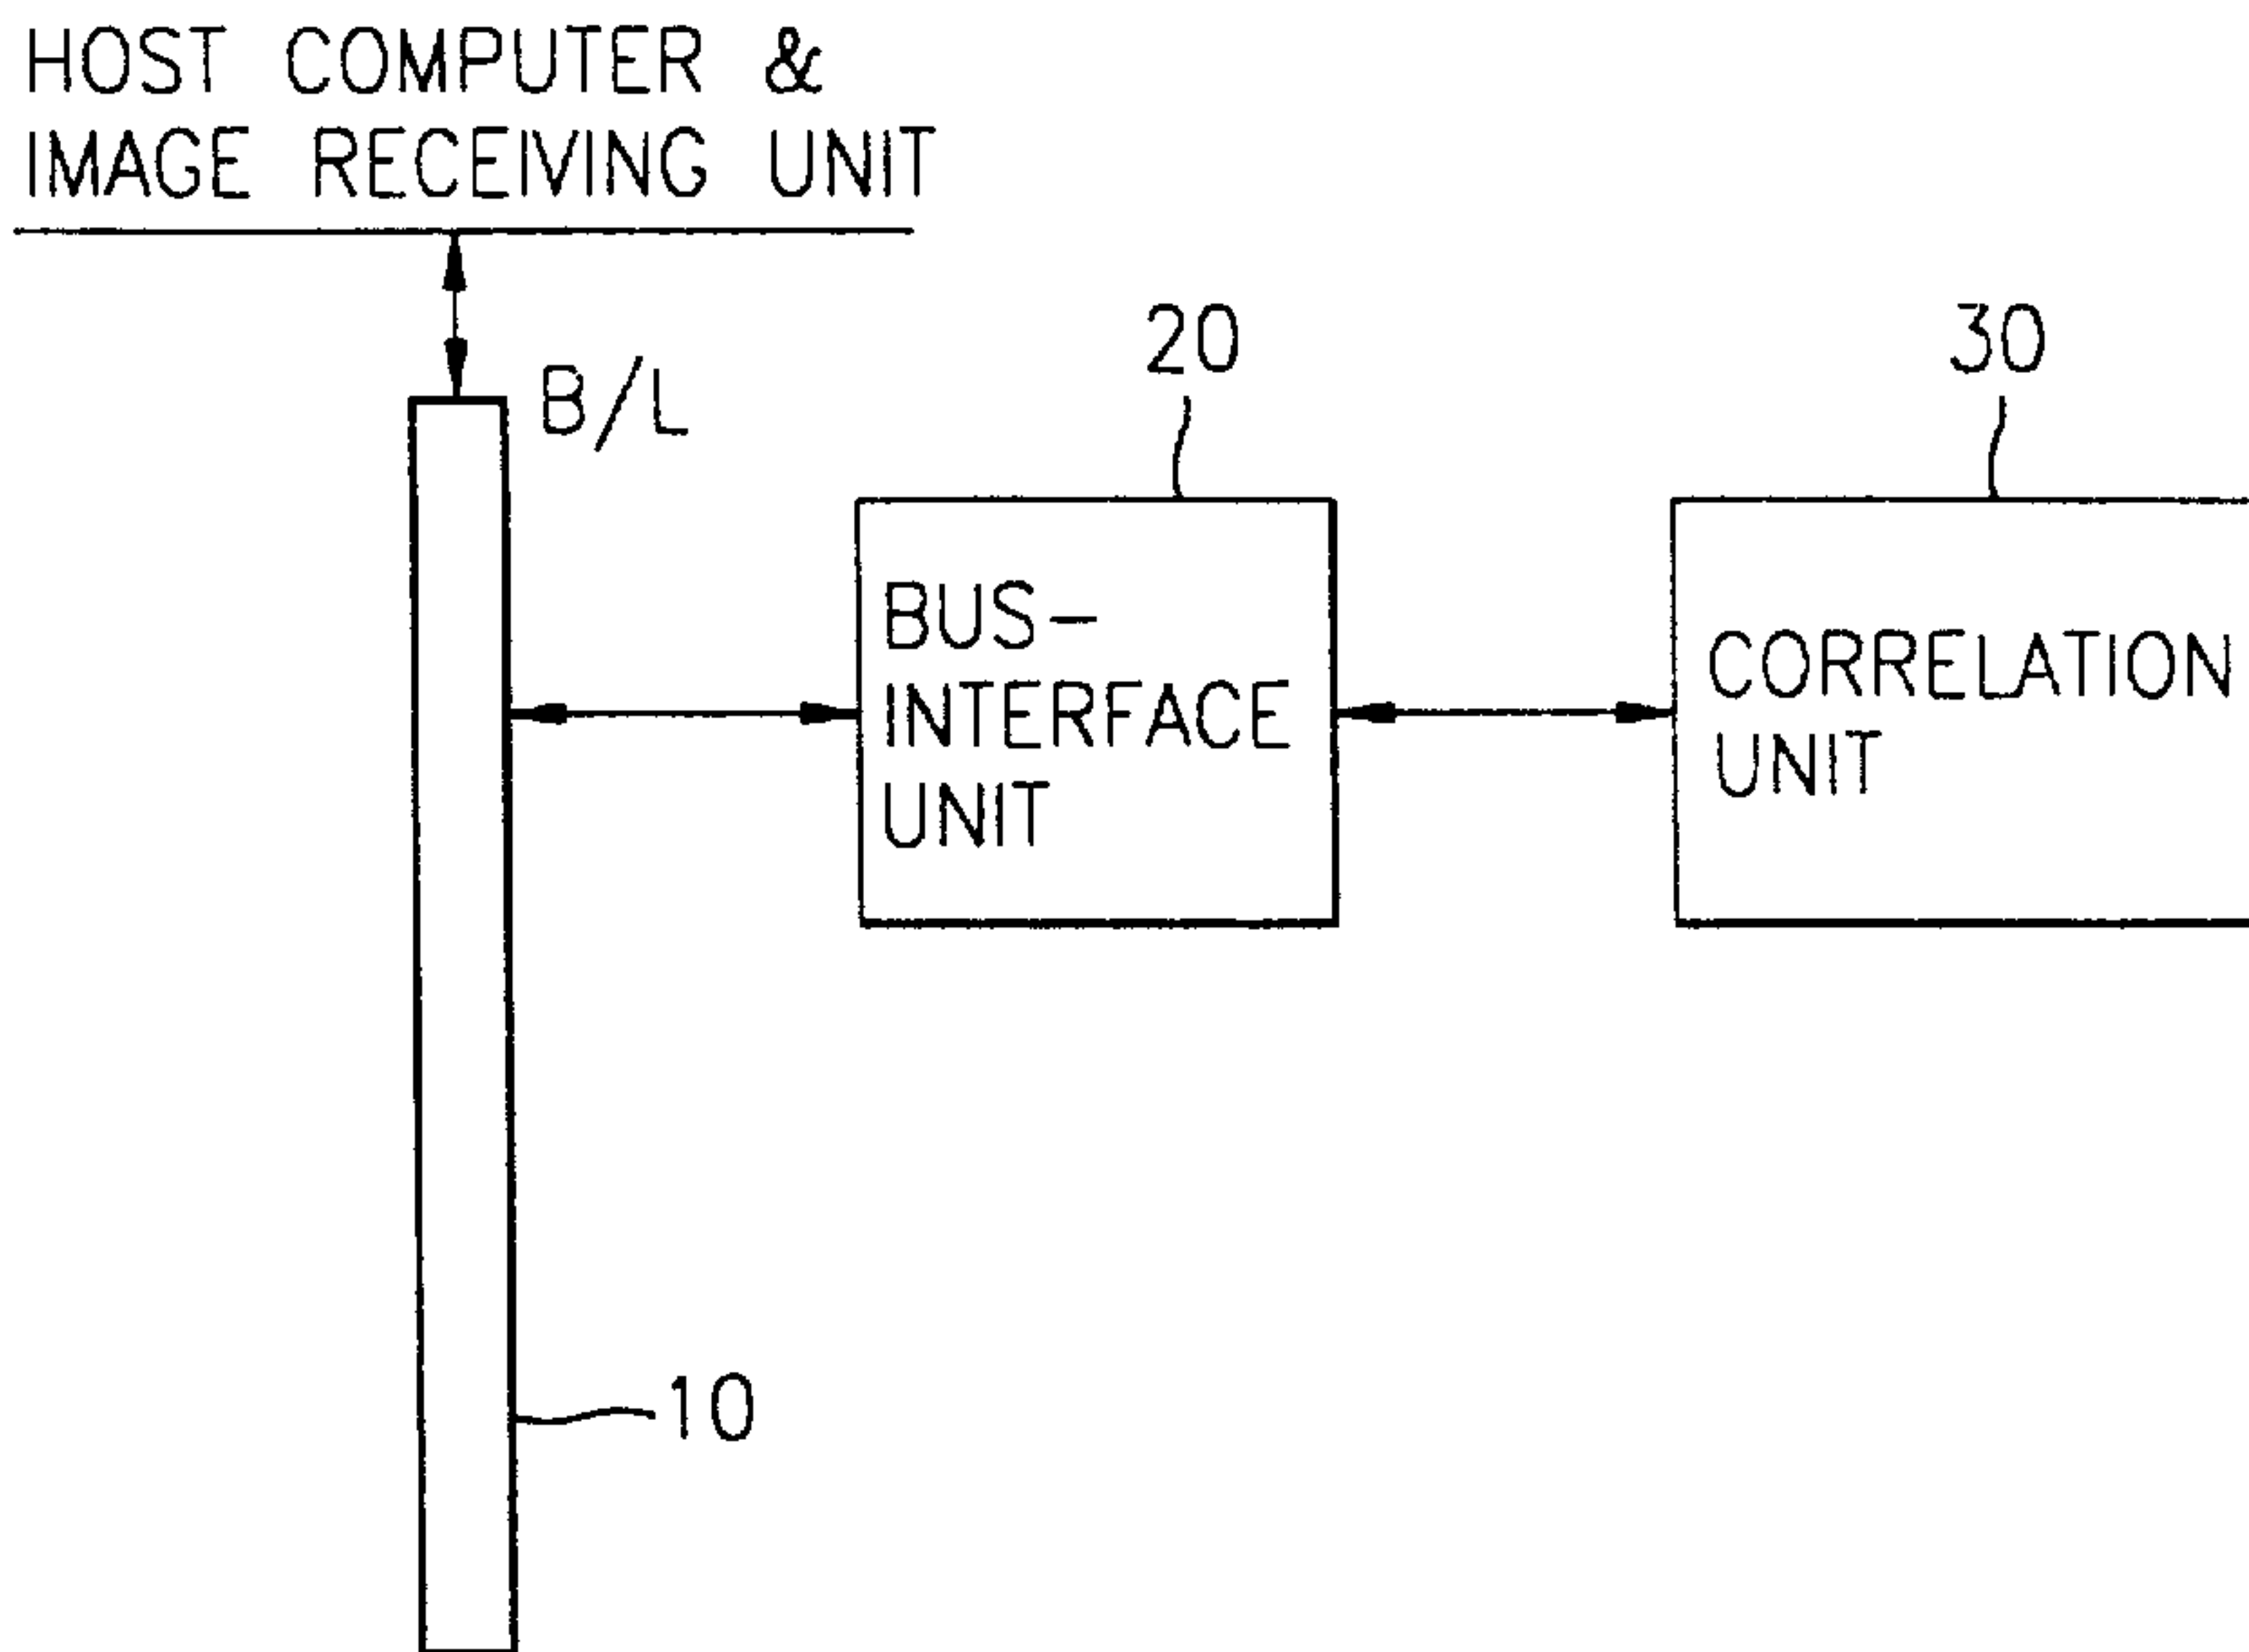 HOST COMPUTER &
IMAGE RECEIVING UNIT
B/L
20
30
BUS-
INTERFACE
UNIT
CORRELATION
UNIT
10